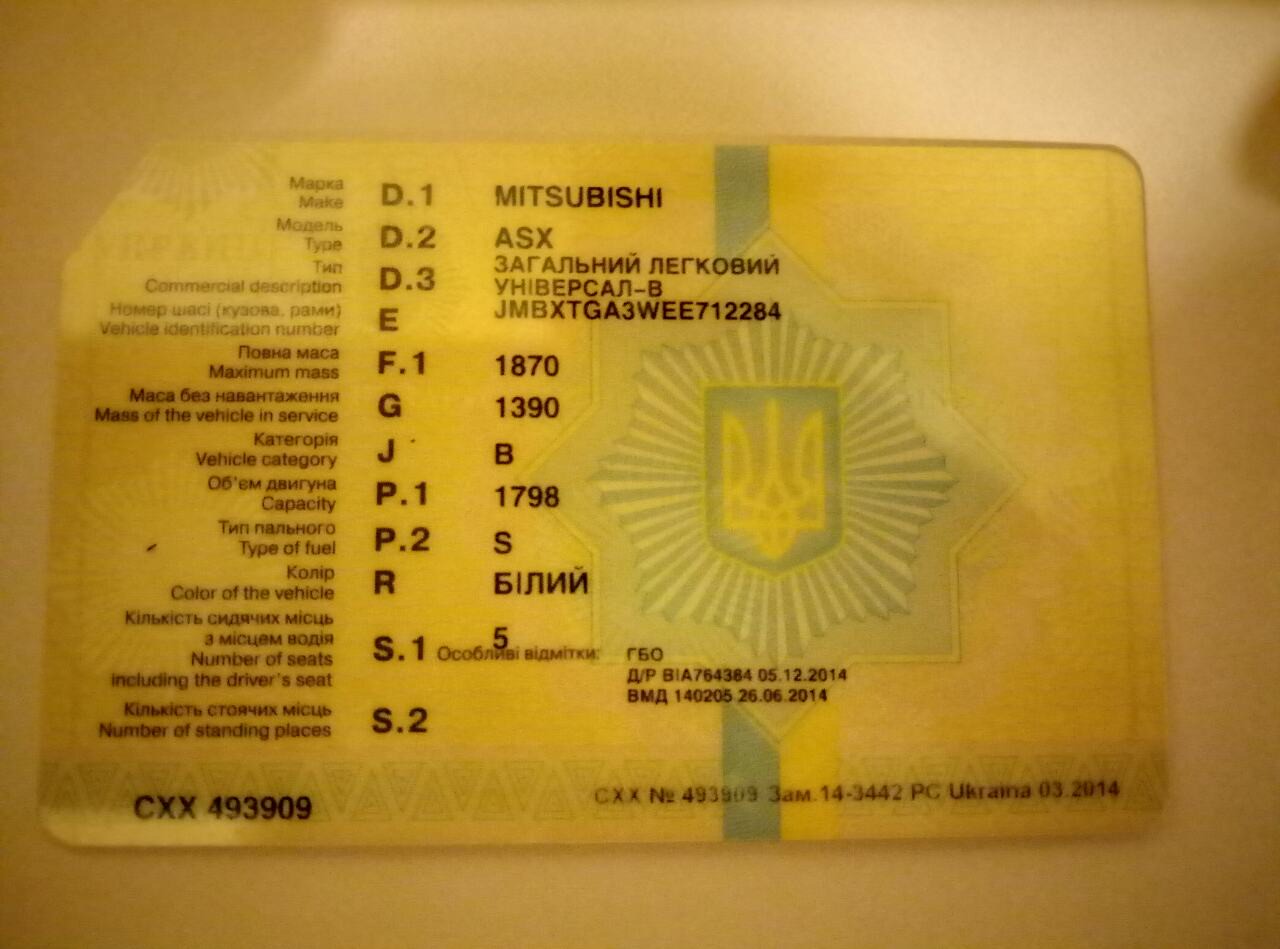 Марка
Make D.1 MITSUBISHI
Модель
Type D.2 ASX
Тип
Commercial description D.3 ЗАГАЛЬНИЙ ЛЕГКОВИЙ
УНІВЕРСАЛ-В
Номер шасі (кузова, рами)
Vehicle identification number E JMBXTGA3WEE712284
Повна маса
Maximum mass F.1 1870
Маса без навантаження
Mass of the vehicle in service G 1390
Категорія
Vehicle category J B
Об'єм двигуна
Capacity P.1 1798
Тип пального
Type of fuel P.2 S
Колір
Color of the vehicle R БІЛИЙ
Кількість сидячих місць
з місцем водія
Number of seats
including the driver's seat S.1 5
Особливі відмітки: ГБО
Д/Р ВІА764384 05.12.2014
ВМД 140205 26.06.2014
Кількість стоячих місць
Number of standing places S.2
СХХ 493909
СХХ № 493909 Зам.14-3442 РС Ukraina 03.2014